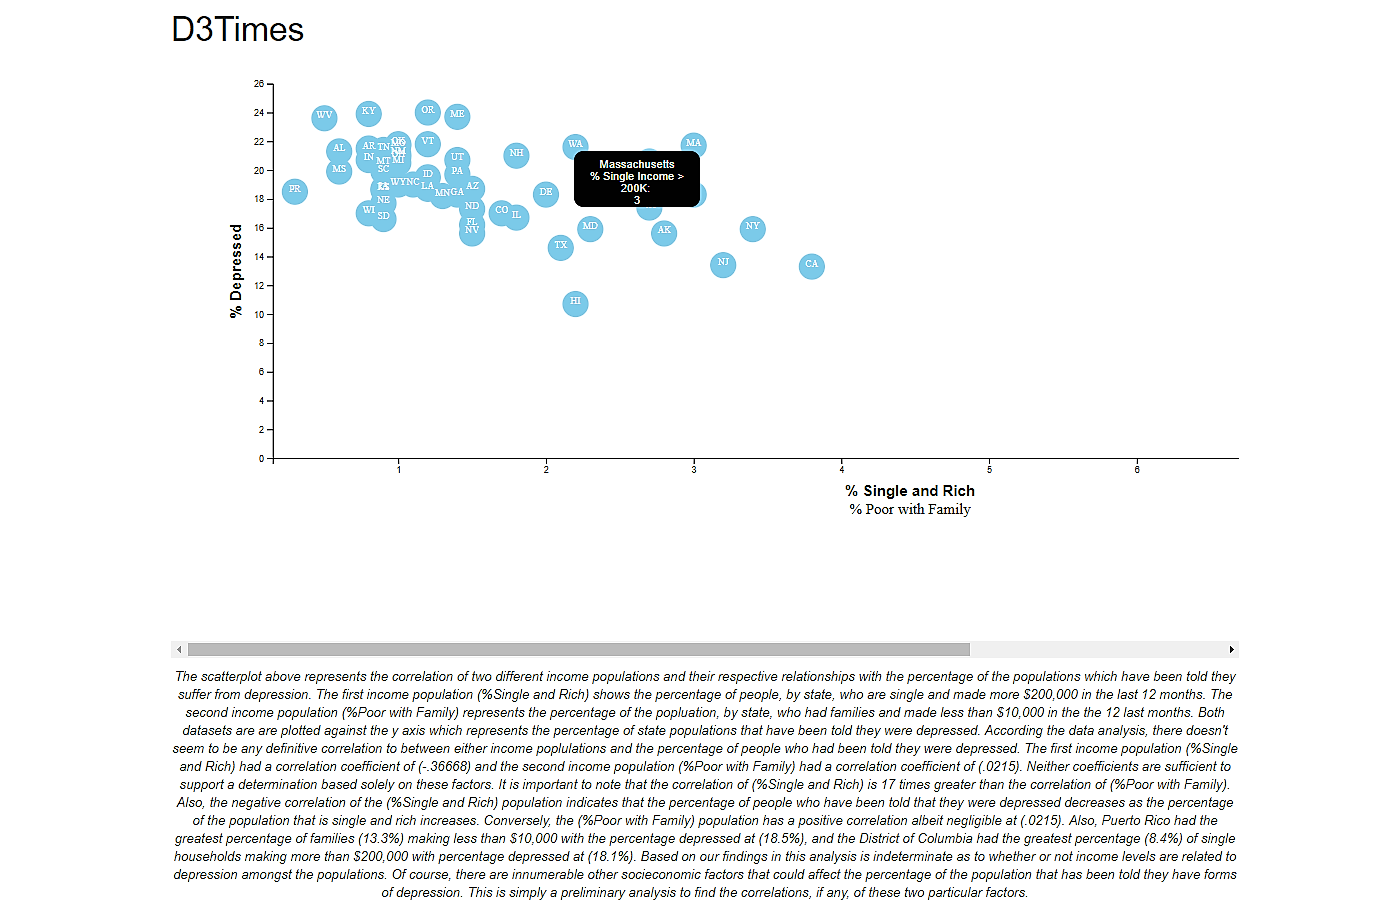 D3Times
26
24
22
20
18
16
14
12
10
8
6
4
2
0
% Depressed
WV
KY
OR
ME
AL
AR
TN
OK
VT
WA
MA
IN
MT
MI
UT
NH
MS
SC
ID
PA
PR
WY
NC
LA
MN
GA
AZ
DE
NE
WI
SD
ND
CO
IL
FL
NV
MD
AK
NY
TX
NJ
CA
HI
Massachusetts
% Single Income >
200K:
3
1
2
3
4
5
6
% Single and Rich
% Poor with Family
The scatterplot above represents the correlation of two different income populations and their respective relationships with the percentage of the populations which have been told they
suffer from depression. The first income population (%Single and Rich) shows the percentage of people, by state, who are single and made more $200,000 in the last 12 months. The
second income population (%Poor with Family) represents the percentage of the popluation, by state, who had families and made less than $10,000 in the the 12 last months. Both
datasets are are plotted against the y axis which represents the percentage of state populations that have been told they were depressed. According the data analysis, there doesn't
seem to be any definitive correlation to between either income poplulations and the percentage of people who had been told they were depressed. The first income population (%Single
and Rich) had a correlation coefficient of (-.36668) and the second income population (%Poor with Family) had a correlation coefficient of (.0215). Neither coefficients are sufficient to
support a determination based solely on these factors. It is important to note that the correlation of (%Single and Rich) is 17 times greater than the correlation of (%Poor with Family).
Also, the negative correlation of the (%Single and Rich) population indicates that the percentage of people who have been told that they were depressed decreases as the percentage
of the population that is single and rich increases. Conversely, the (%Poor with Family) population has a positive correlation albeit negligible at (.0215). Also, Puerto Rico had the
greatest percentage of families (13.3%) making less than $10,000 with the percentage depressed at (18.5%), and the District of Columbia had the greatest percentage (8.4%) of single
households making more than $200,000 with percentage depressed at (18.1%). Based on our findings in this analysis is indeterminate as to whether or not income levels are related to
depression amongst the populations. Of course, there are innumerable other socieconomic factors that could affect the percentage of the population that has been told they have forms
of depression. This is simply a preliminary analysis to find the correlations, if any, of these two particular factors.